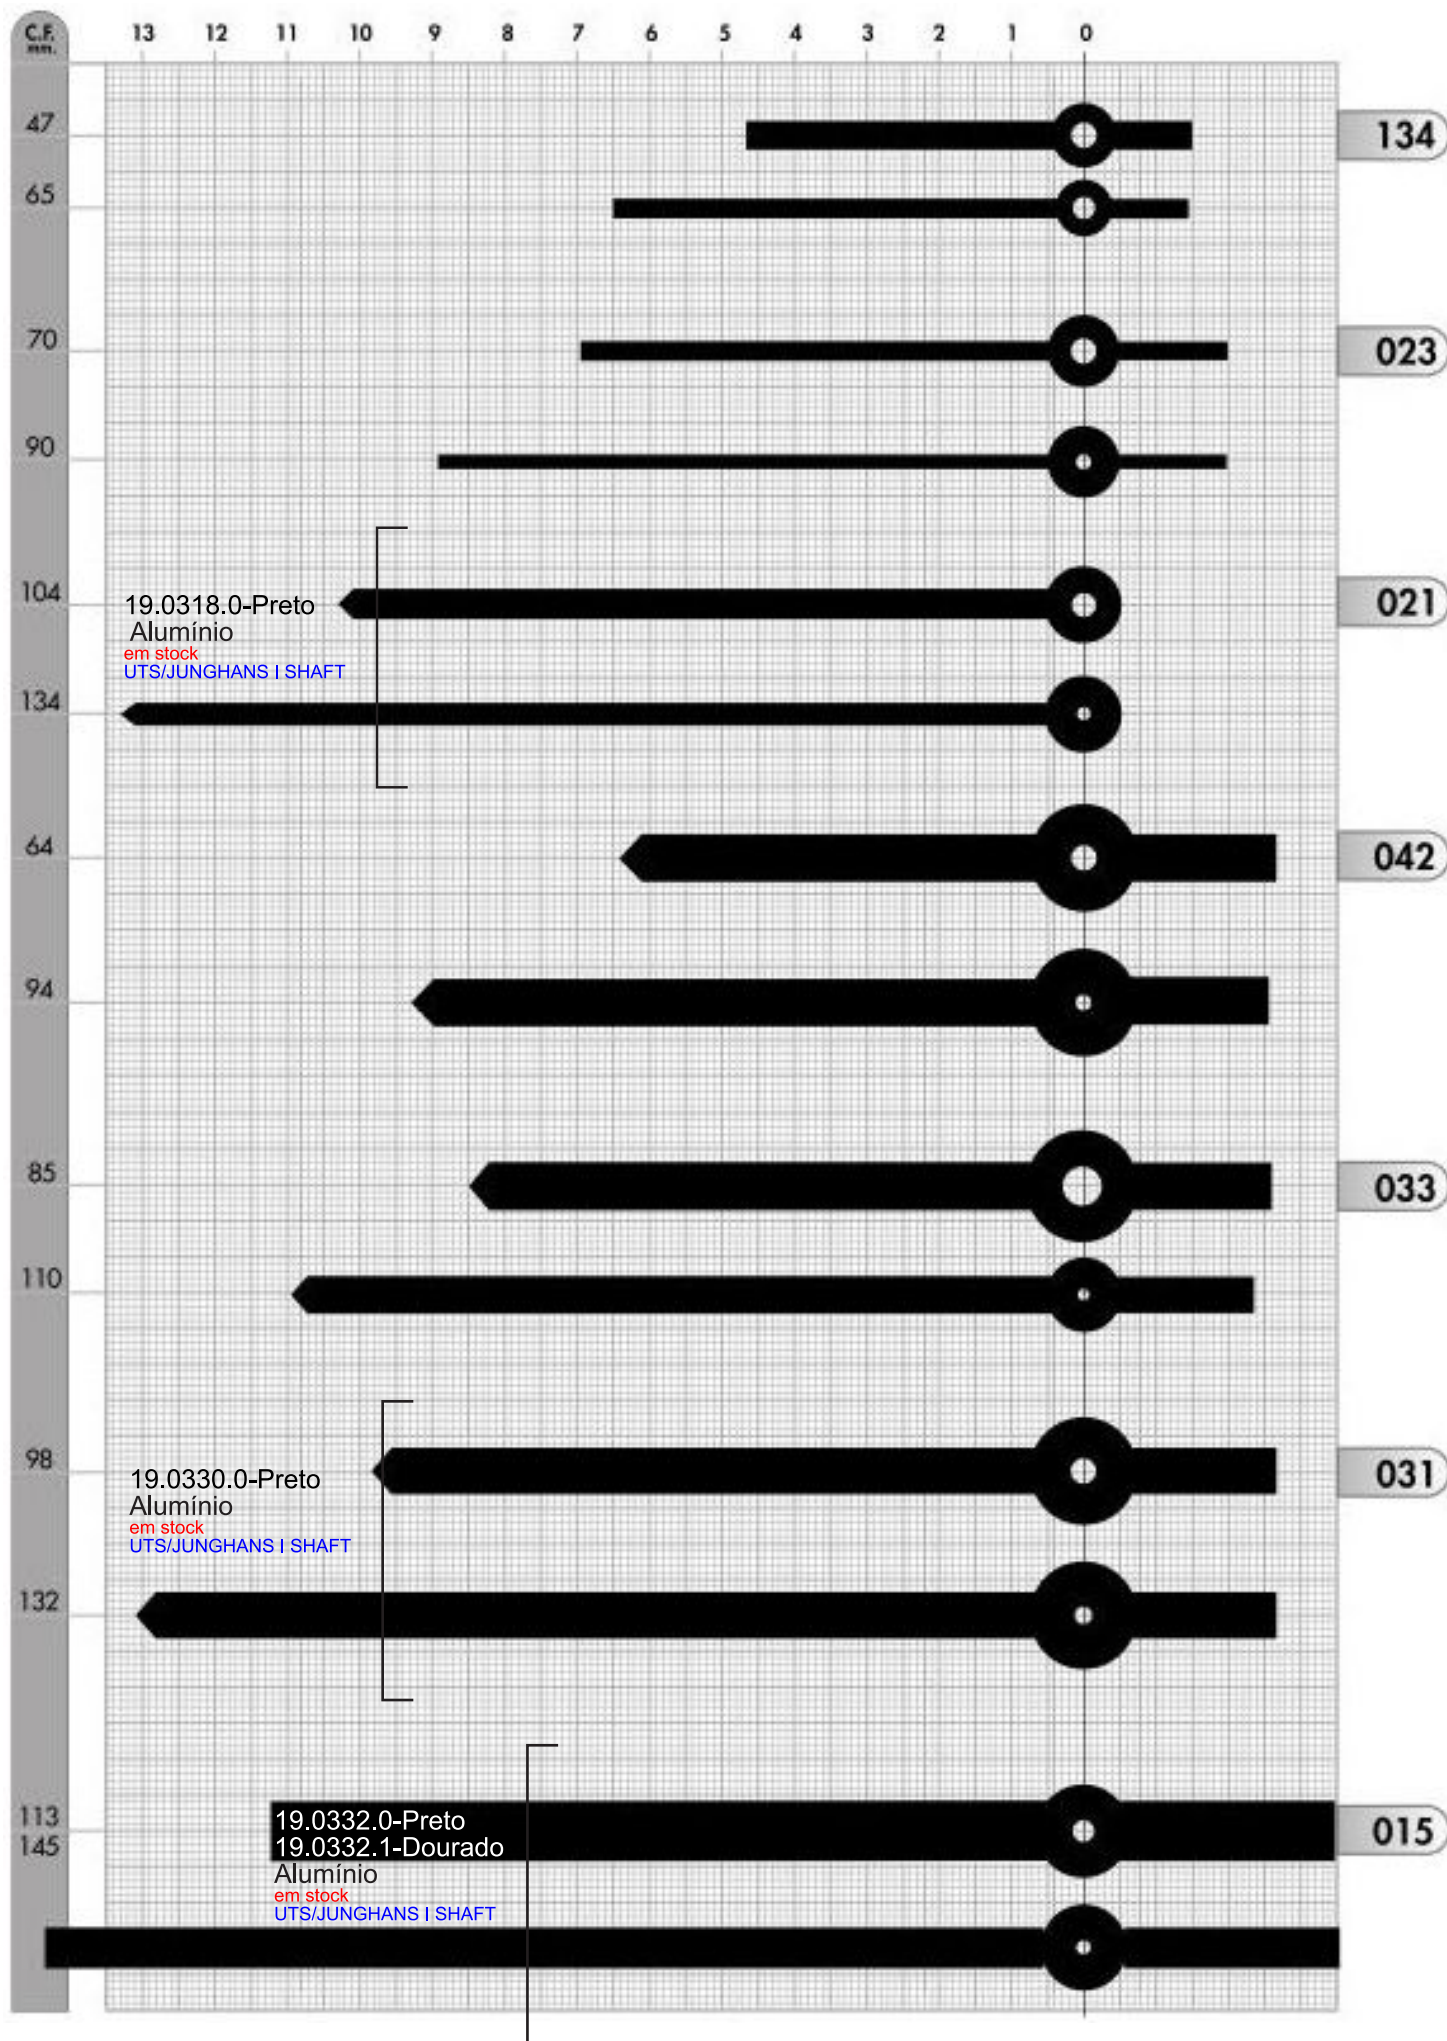 C.F. 13 12 11 10 9 8 7 6 5 4 3 2 1 0
mm.
47 134
65
70 023
90
104 021
19.0318.0-Preto
Alumínio
em stock
UTS/JUNGHANS I SHAFT
134
64 042
94
85 033
110
98 031
19.0330.0-Preto
Alumínio
em stock
UTS/JUNGHANS I SHAFT
132
113 015
145
19.0332.0-Preto
19.0332.1-Dourado
Alumínio
em stock
UTS/JUNGHANS I SHAFT